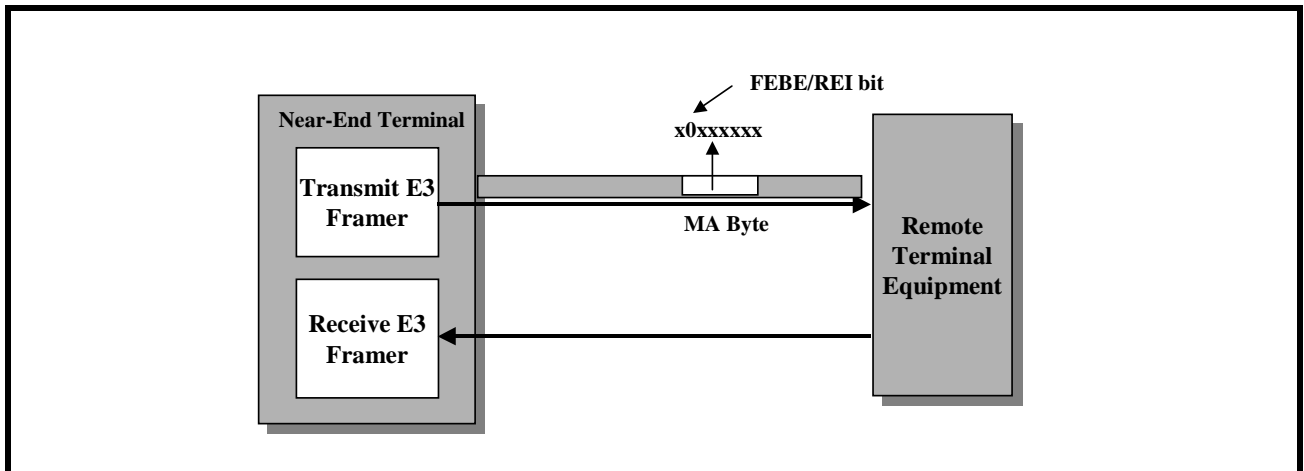 FEBE/REI bit
Near-End Terminal
x0xxxxxx
Transmit E3
Framer
MA Byte
Remote
Terminal
Equipment
Receive E3
Framer